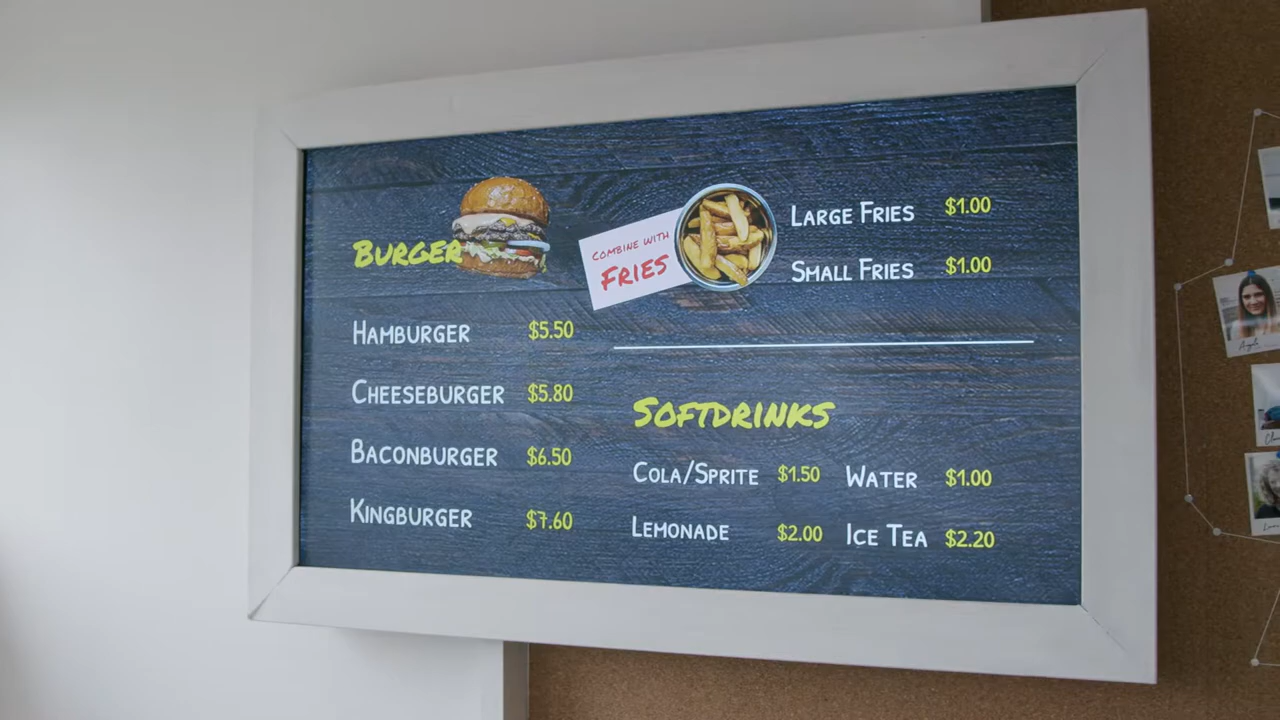 BURGER
HAMBURGER $5.50
CHEESEBURGER $5.80
BACONBURGER $6.50
KINGBURGER $7.60
COMBINE WITH
FRIES
LARGE FRIES $1.00
SMALL FRIES $1.00
SOFTDRINKS
COLA/SPRITE $1.50 WATER $1.00
LEMONADE $2.00 ICE TEA $2.20
Angela